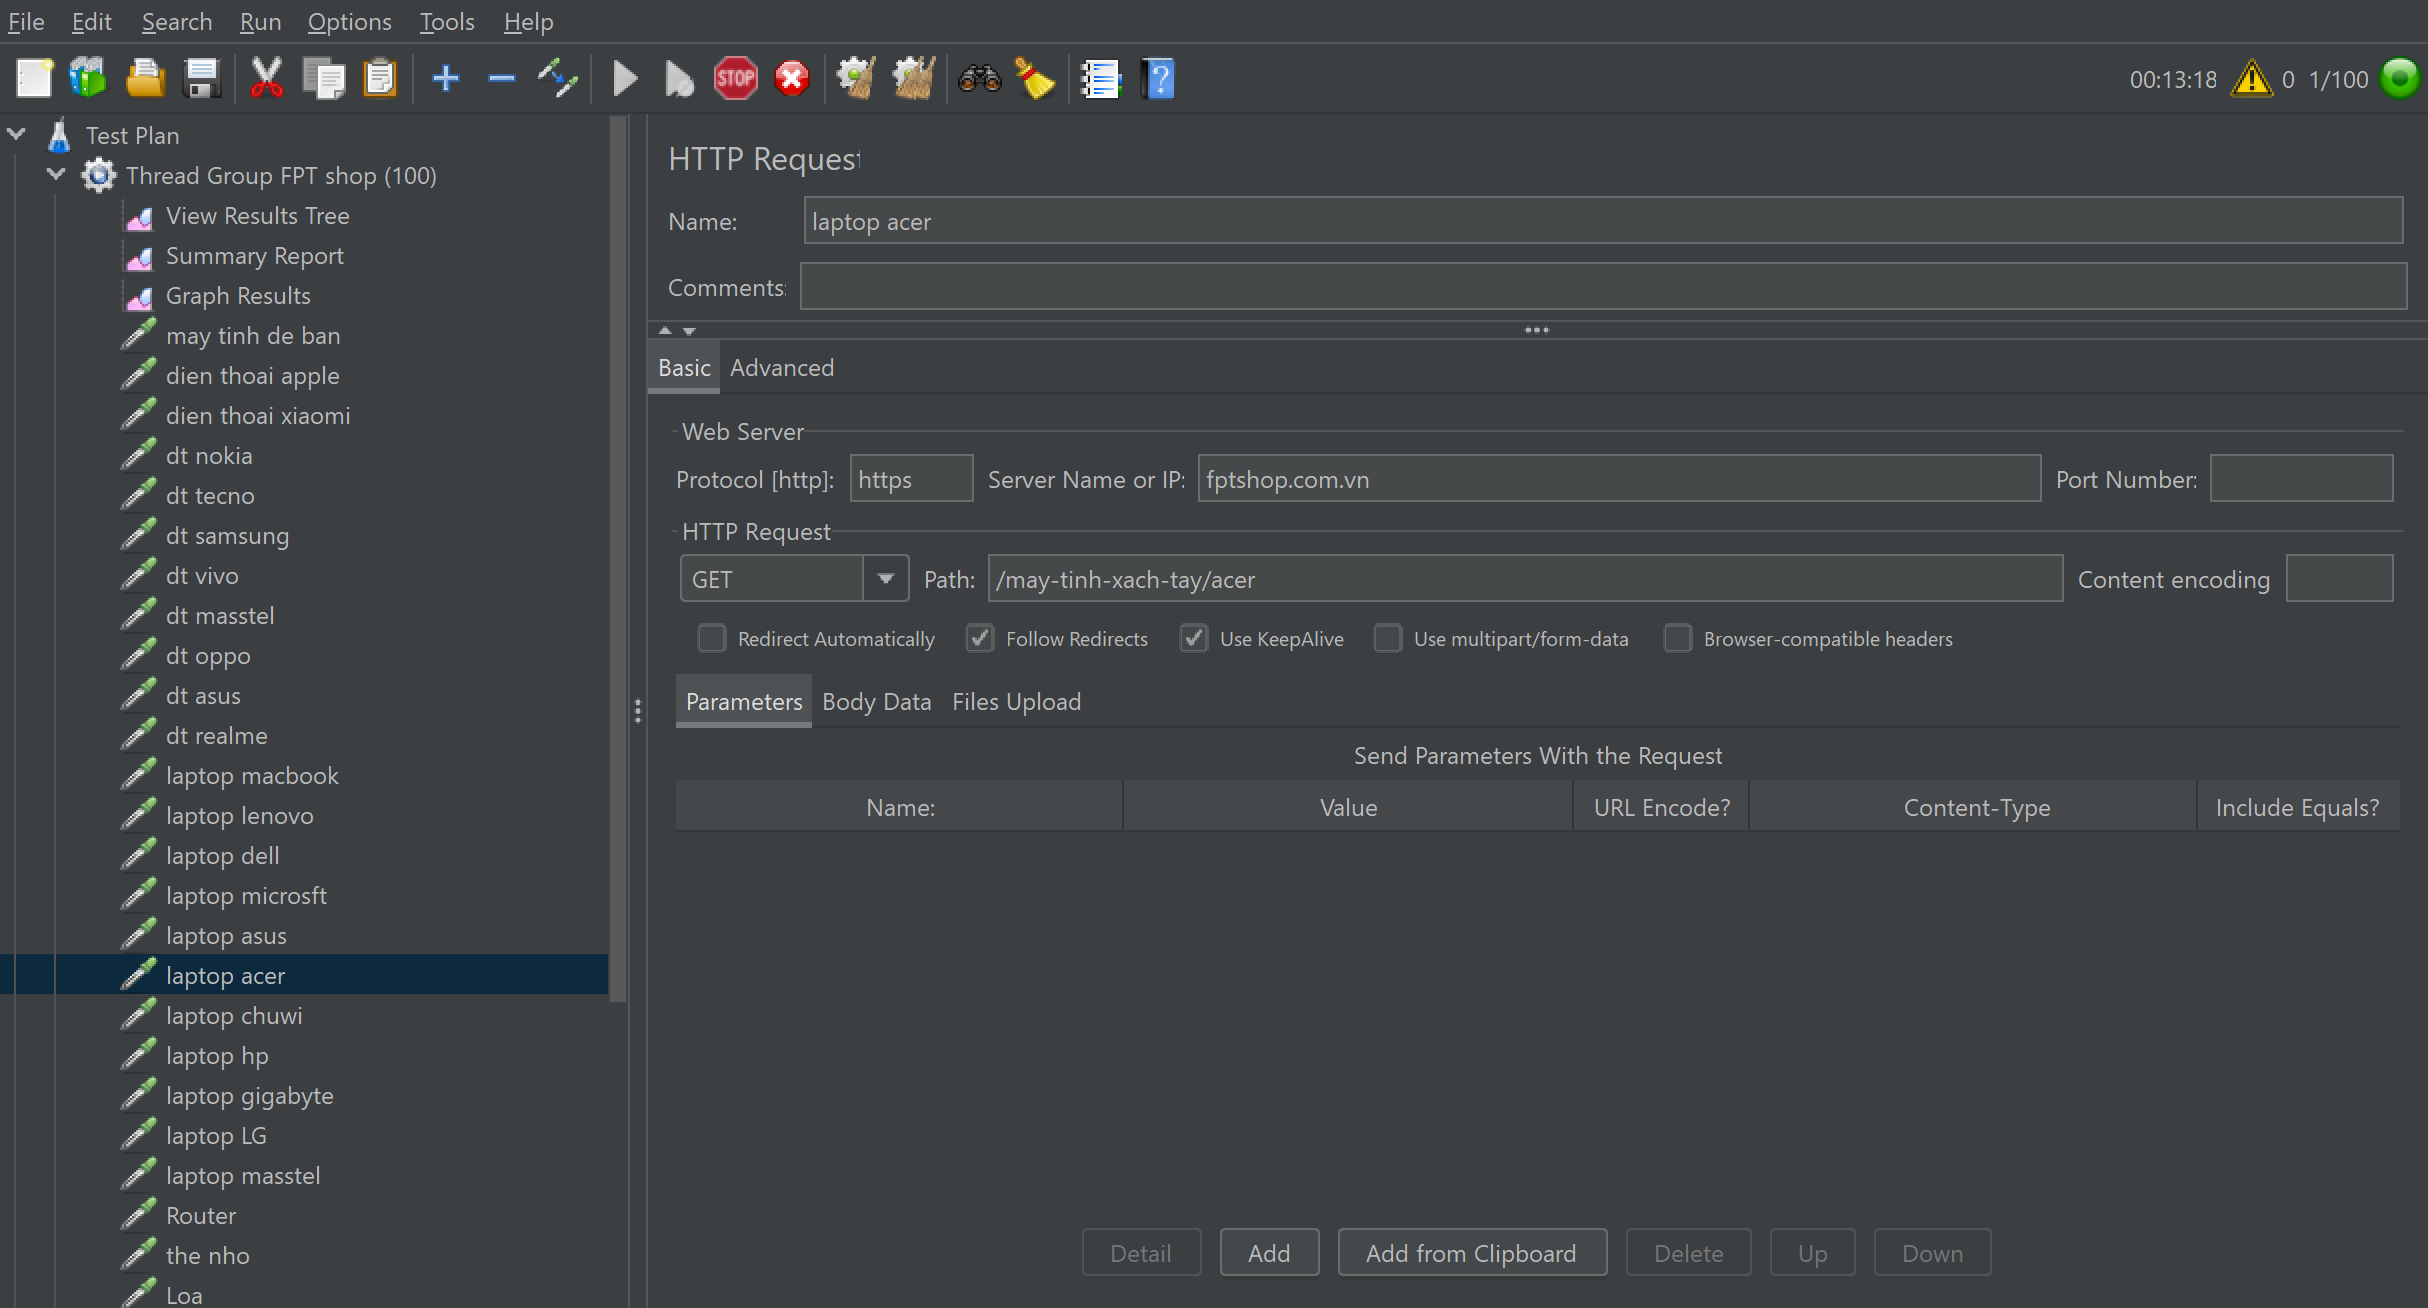 File Edit Search Run Options Tools Help
STOP
00:13:18 0 1/100
Test Plan
Thread Group FPT shop (100)
View Results Tree
Summary Report
Graph Results
may tinh de ban
dien thoai apple
dien thoai xiaomi
dt nokia
dt tecno
dt samsung
dt vivo
dt masstel
dt oppo
dt asus
dt realme
laptop macbook
laptop lenovo
laptop dell
laptop microsft
laptop asus
laptop acer
laptop chuwi
laptop hp
laptop gigabyte
laptop LG
laptop masstel
Router
the nho
Loa
HTTP Request
Name: laptop acer
Comments:
Basic Advanced
Web Server
Protocol [http]: https Server Name or IP: fptshop.com.vn Port Number:
HTTP Request
GET Path: /may-tinh-xach-tay/acer Content encoding
Redirect Automatically Follow Redirects Use KeepAlive Use multipart/form-data Browser-compatible headers
Parameters Body Data Files Upload
Send Parameters With the Request
Name: Value URL Encode? Content-Type Include Equals?
Detail Add Add from Clipboard Delete Up Down